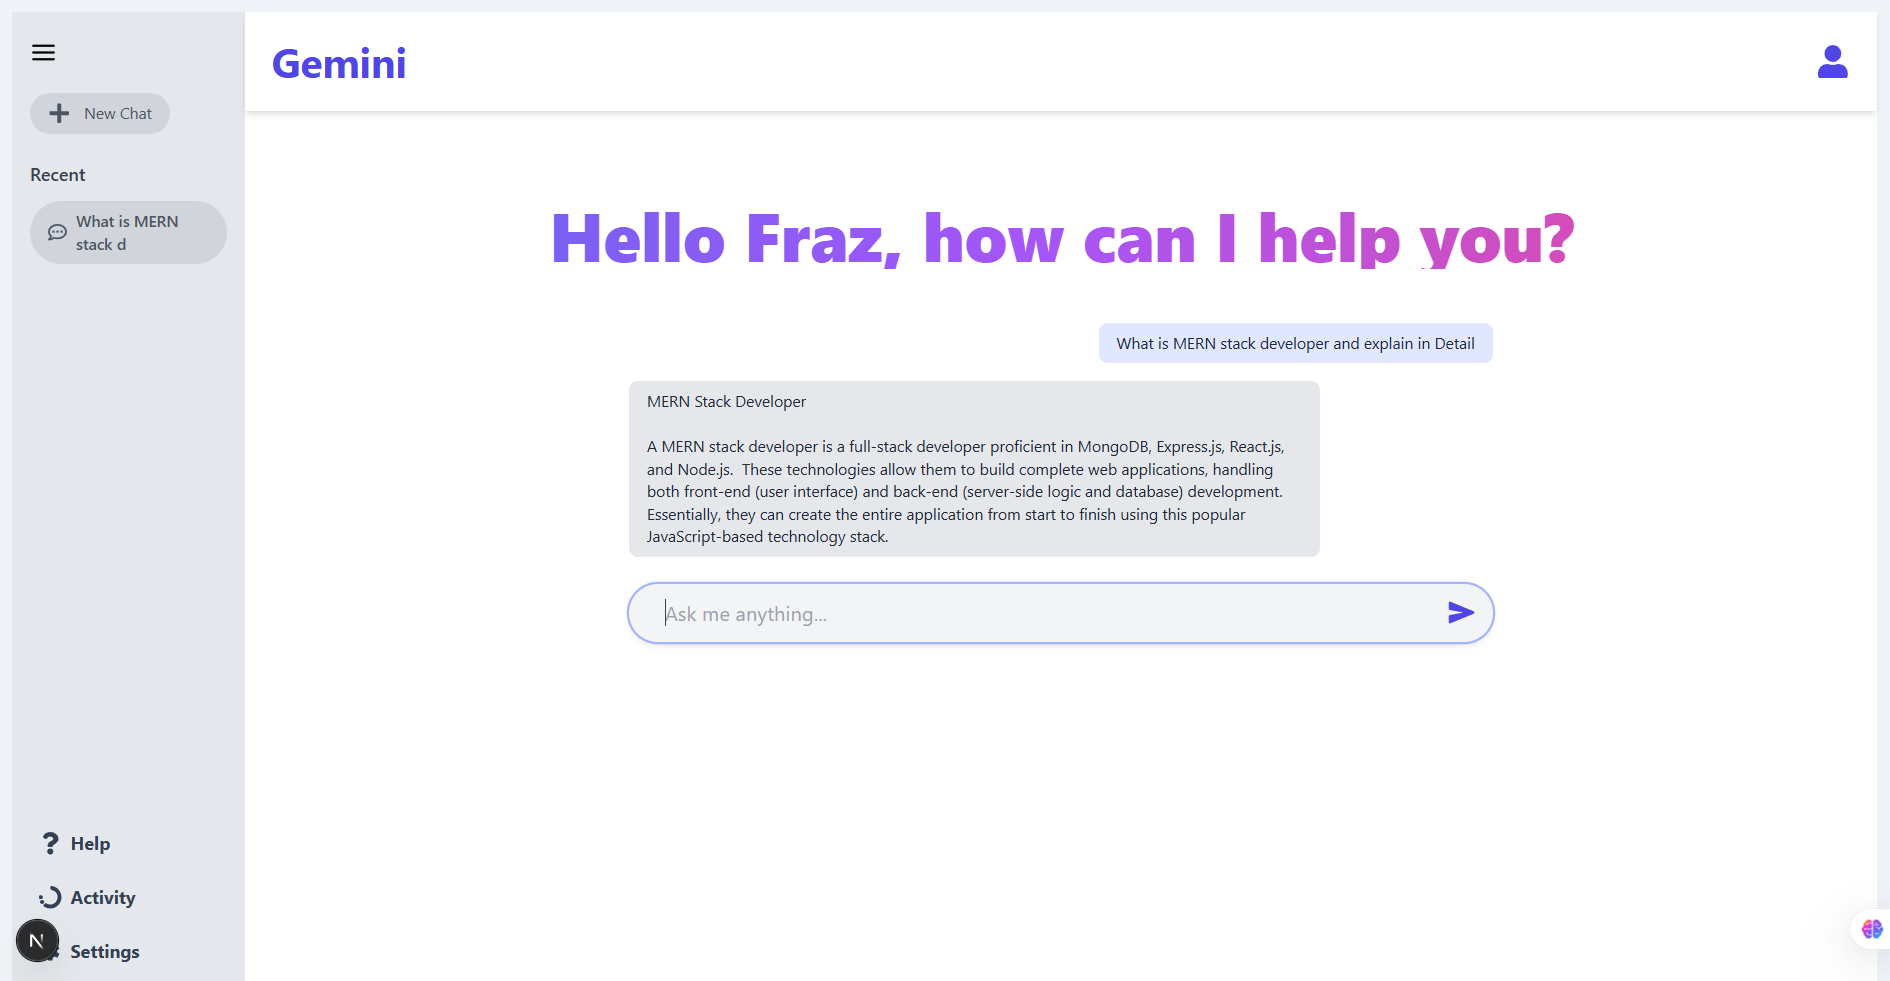 Gemini
New Chat
Recent
What is MERN
stack d
Hello Fraz, how can I help you?
What is MERN stack developer and explain in Detail
MERN Stack Developer
A MERN stack developer is a full-stack developer proficient in MongoDB, Express.js, React.js,
and Node.js.  These technologies allow them to build complete web applications, handling
both front-end (user interface) and back-end (server-side logic and database) development.
Essentially, they can create the entire application from start to finish using this popular
JavaScript-based technology stack.
Ask me anything...
Help
Activity
N
Settings